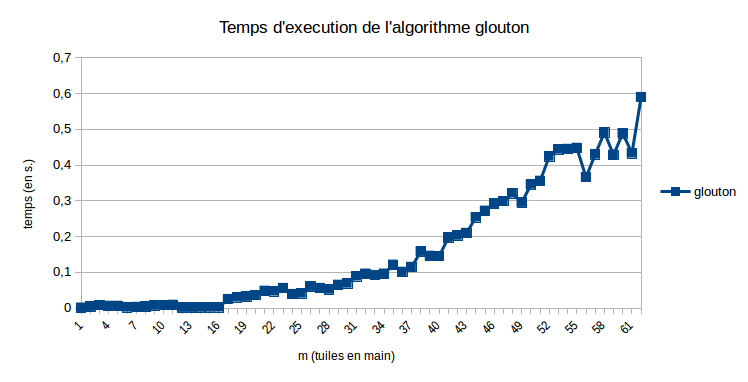 Temps d'execution de l'algorithme glouton
0,7
0,6
0,5
0,4
0,3
0,2
0,1
0
temps (en s.)
glouton
1 4 7 10 13 16 19 22 25 28 31 34 37 40 43 46 49 52 55 58 61
m (tuiles en main)